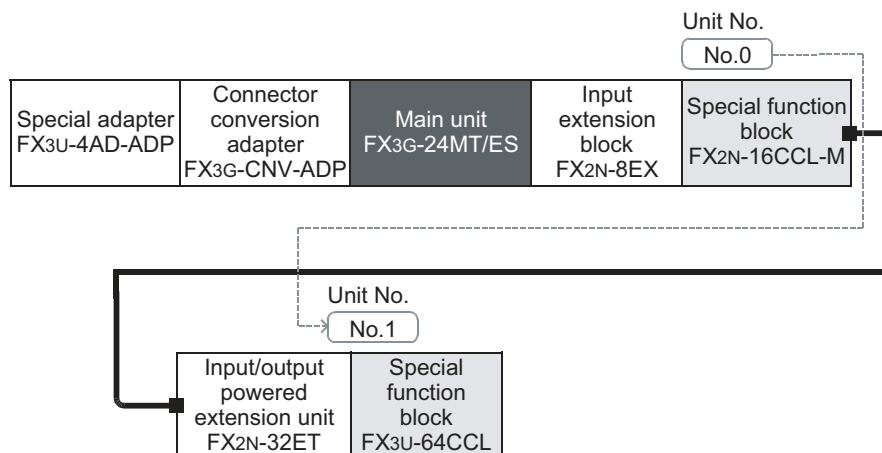 Unit No.
No.0
Special adapter
FX3U-4AD-ADP
Connector
conversion
adapter
FX3G-CNV-ADP
Main unit
FX3G-24MT/ES
Input
extension
block
FX2N-8EX
Special function
block
FX2N-16CCL-M
Unit No.
No.1
Input/output
powered
extension unit
FX2N-32ET
Special
function
block
FX3U-64CCL